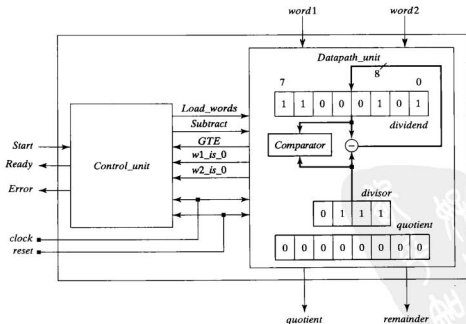 word1 word2
Datapath_unit
8
7 0
1 1 0 0 0 1 0 1
dividend
Load_words
Subtract
GTE
w1_is_0
w2_is_0
Start
Ready
Error
Control_unit
Comparator
−
divisor
0 1 1 1
quotient
0 0 0 0 0 0 0 0
clock
reset
quotient remainder